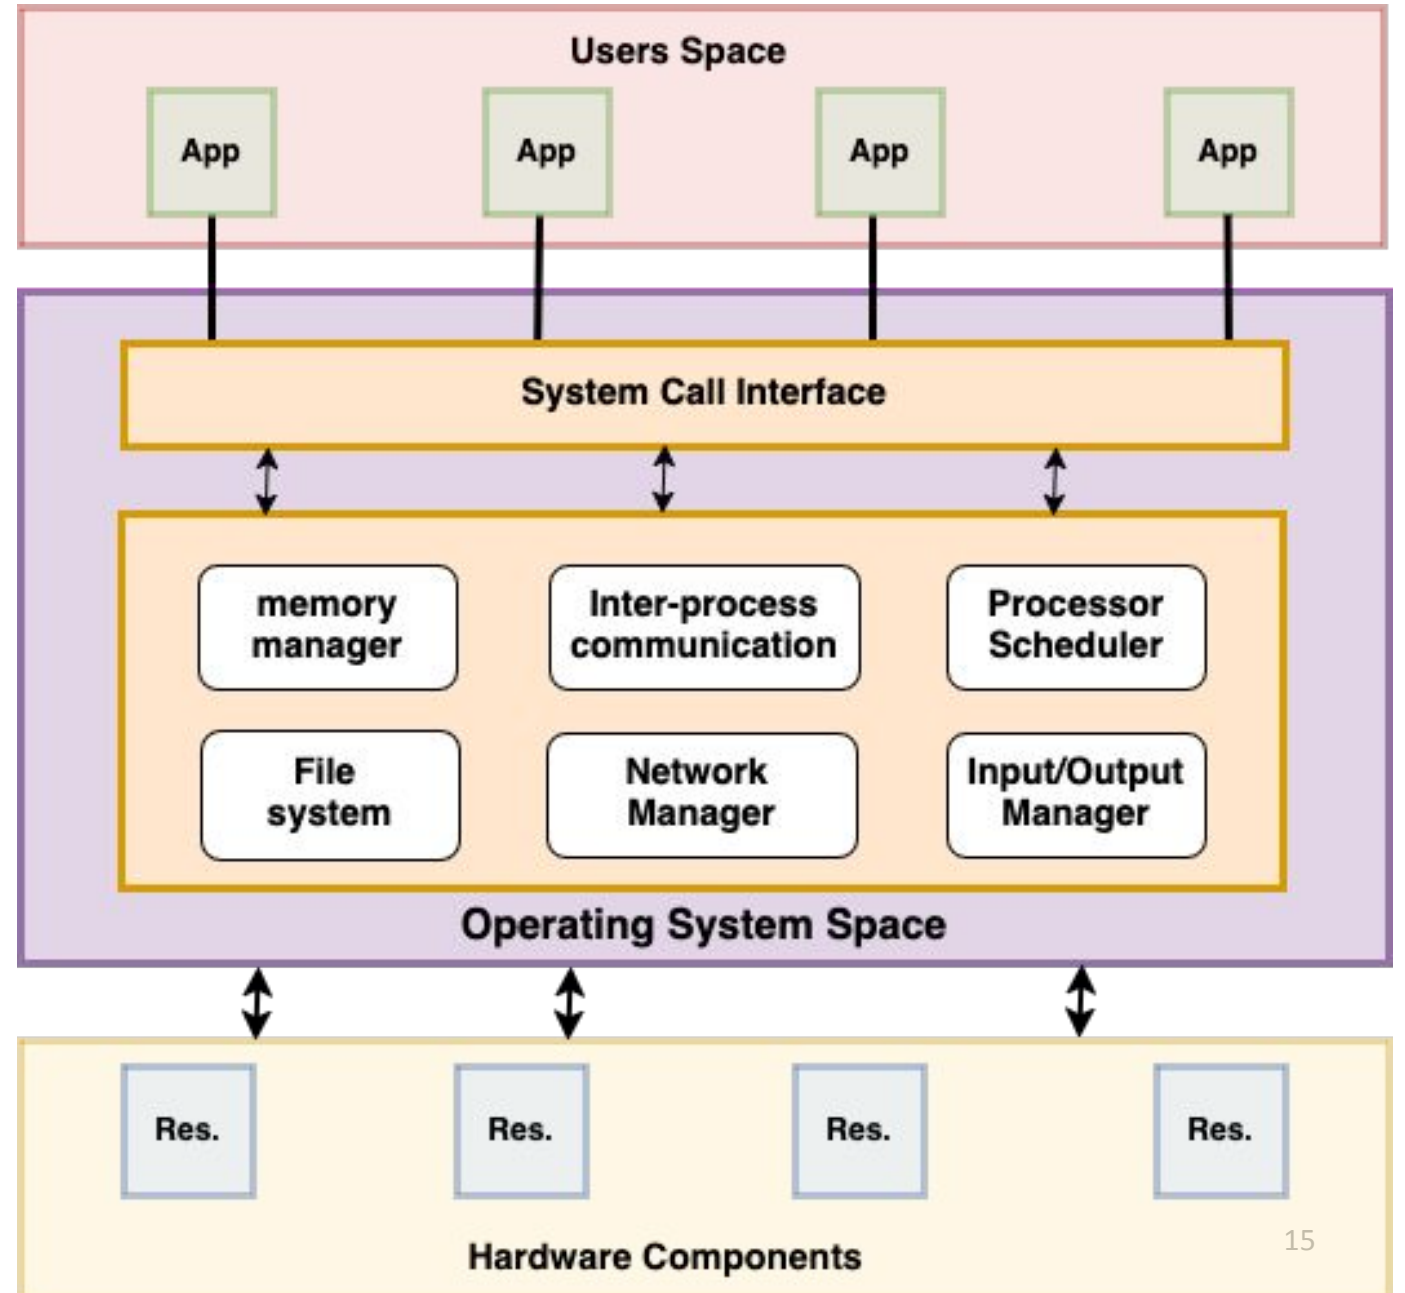 Users Space
App
App
App
App
System Call Interface
memory
manager
Inter-process
communication
Processor
Scheduler
File
system
Network
Manager
Input/Output
Manager
Operating System Space
Res.
Res.
Res.
Res.
Hardware Components
15